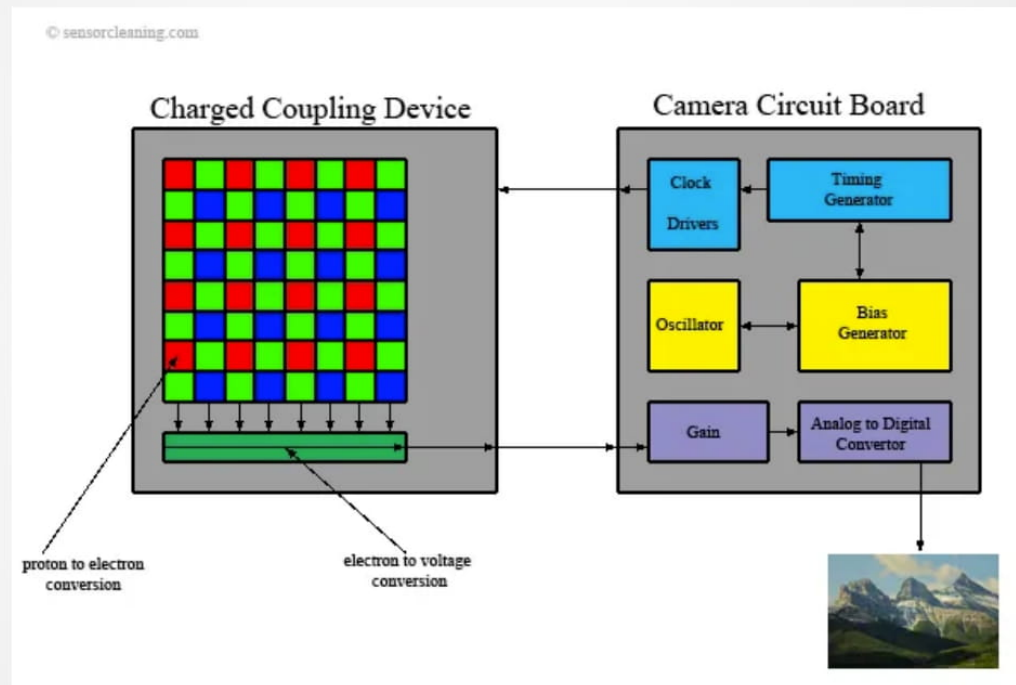 © sensorcleaning.com
Charged Coupling Device
Camera Circuit Board
Clock
Drivers
Timing
Generator
Oscillator
Bias
Generator
Gain
Analog to Digital
Convertor
proton to electron
conversion
electron to voltage
conversion